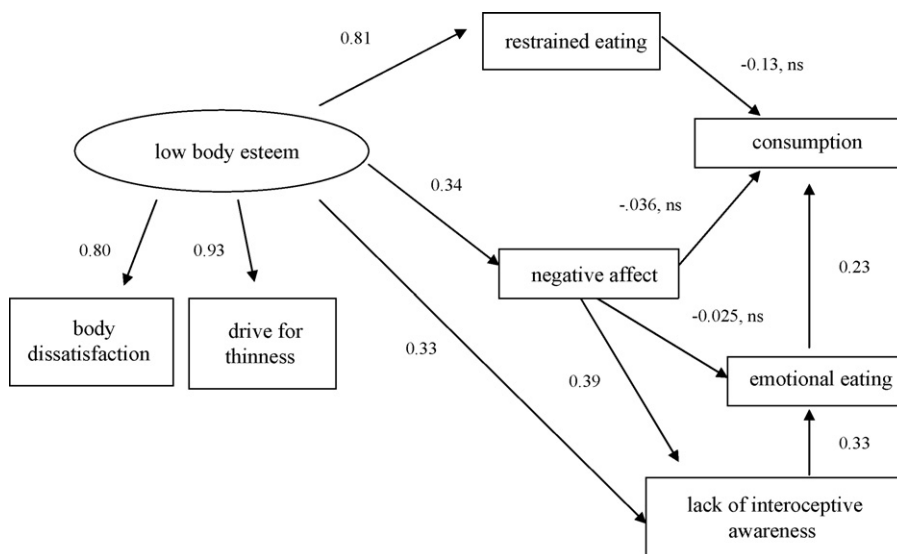 0.81
restrained eating
-0.13, ns
low body esteem
consumption
0.34
-.036, ns
0.80
0.93
negative affect
0.23
body
dissatisfaction
drive for
thinness
-0.025, ns
0.33
0.39
emotional eating
0.33
lack of interoceptive
awareness